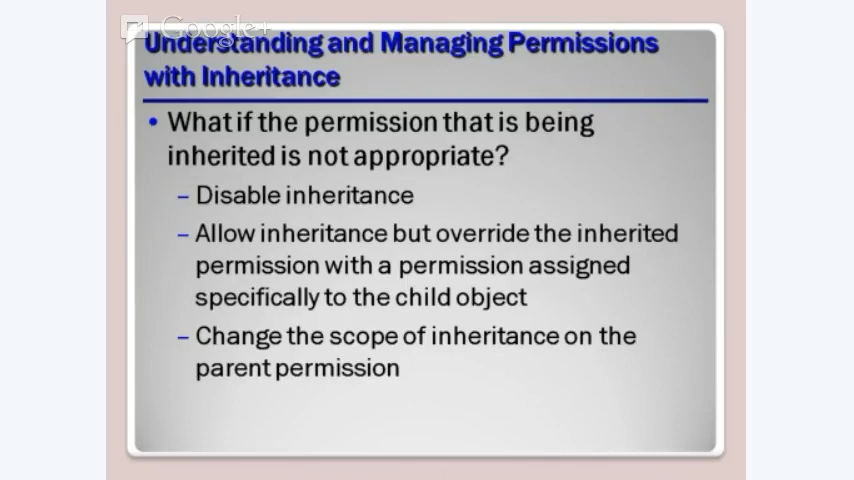 Google+
Understanding and Managing Permissions
with Inheritance
• What if the permission that is being
inherited is not appropriate?
– Disable inheritance
– Allow inheritance but override the inherited
permission with a permission assigned
specifically to the child object
– Change the scope of inheritance on the
parent permission